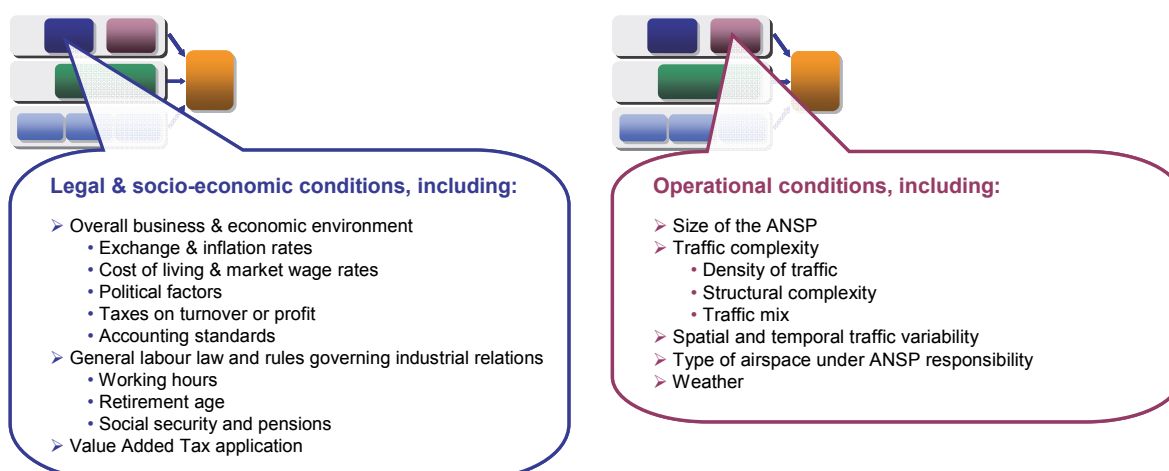 Legal & socio-economic conditions, including:
➢ Overall business & economic environment
• Exchange & inflation rates
• Cost of living & market wage rates
• Political factors
• Taxes on turnover or profit
• Accounting standards
➢ General labour law and rules governing industrial relations
• Working hours
• Retirement age
• Social security and pensions
➢ Value Added Tax application
Operational conditions, including:
➢ Size of the ANSP
➢ Traffic complexity
• Density of traffic
• Structural complexity
• Traffic mix
➢ Spatial and temporal traffic variability
➢ Type of airspace under ANSP responsibility
➢ Weather